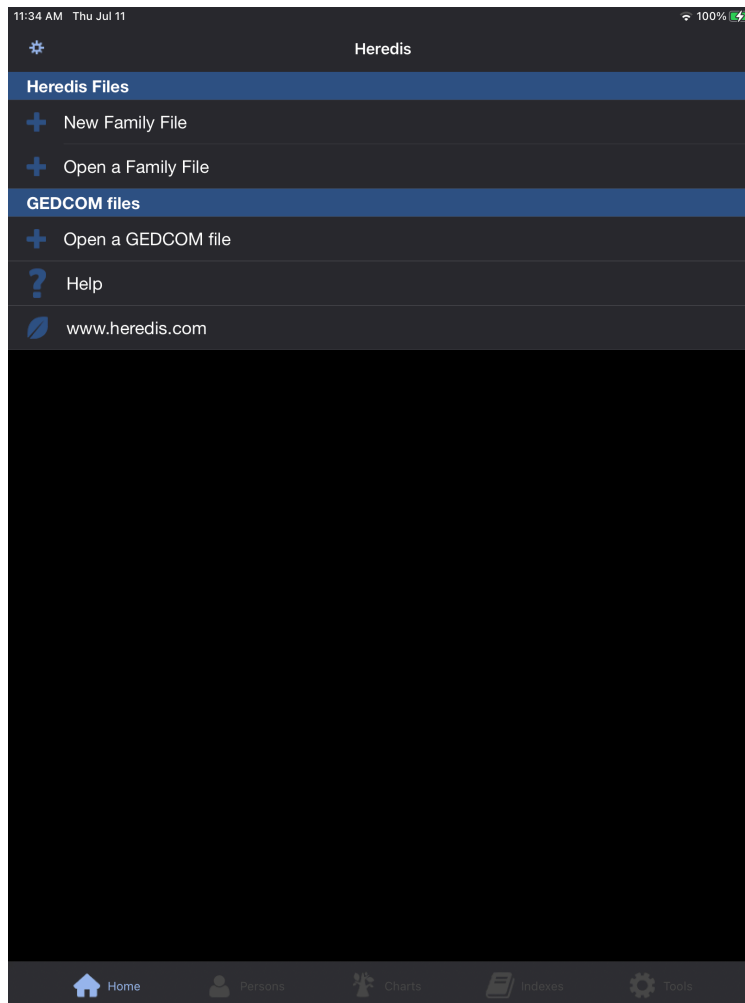 11:34 AM Thu Jul 11 100%
Heredis
Heredis Files
New Family File
Open a Family File
GEDCOM files
Open a GEDCOM file
Help
www.heredis.com
Home Persons Charts Indexes Tools